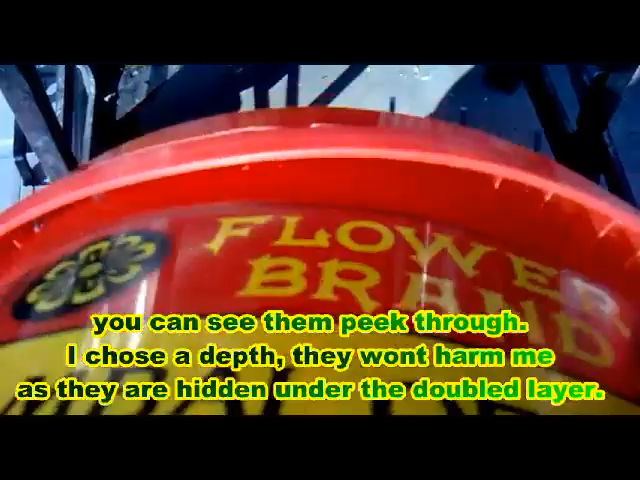 FLOWER
BRAND
you can see them peek through.
I chose a depth, they wont harm me
as they are hidden under the doubled layer.